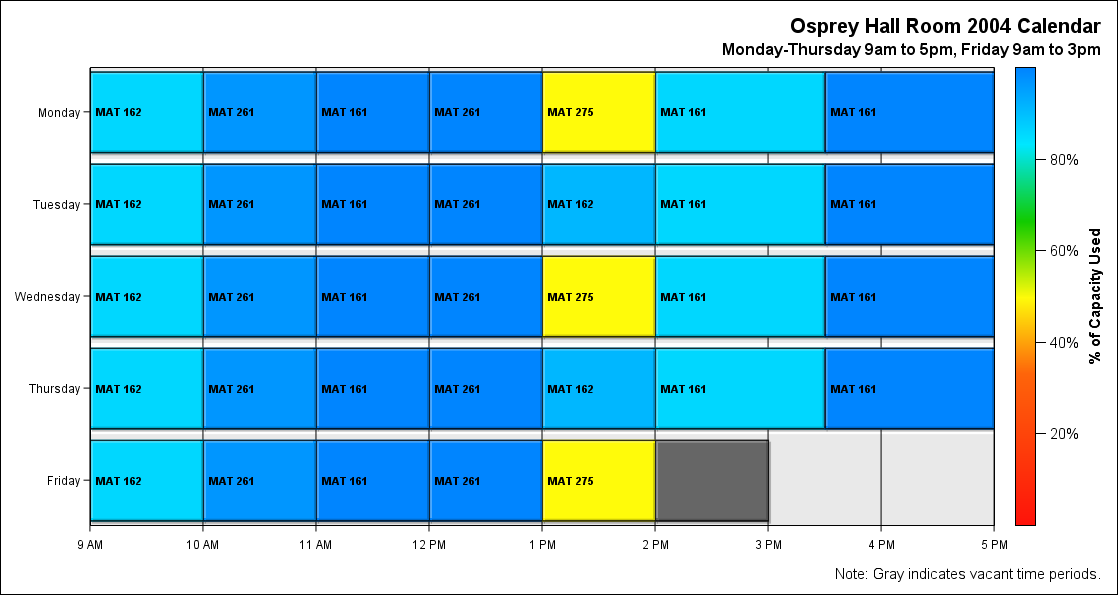 Osprey Hall Room 2004 Calendar
Monday-Thursday 9am to 5pm, Friday 9am to 3pm
Monday MAT 162 MAT 261 MAT 161 MAT 261 MAT 275 MAT 161 MAT 161
80%
Tuesday MAT 162 MAT 261 MAT 161 MAT 261 MAT 162 MAT 161 MAT 161
60%
Wednesday MAT 162 MAT 261 MAT 161 MAT 261 MAT 275 MAT 161 MAT 161
% of Capacity Used
40%
Thursday MAT 162 MAT 261 MAT 161 MAT 261 MAT 162 MAT 161 MAT 161
20%
Friday MAT 162 MAT 261 MAT 161 MAT 261 MAT 275
9 AM 10 AM 11 AM 12 PM 1 PM 2 PM 3 PM 4 PM 5 PM
Note: Gray indicates vacant time periods.